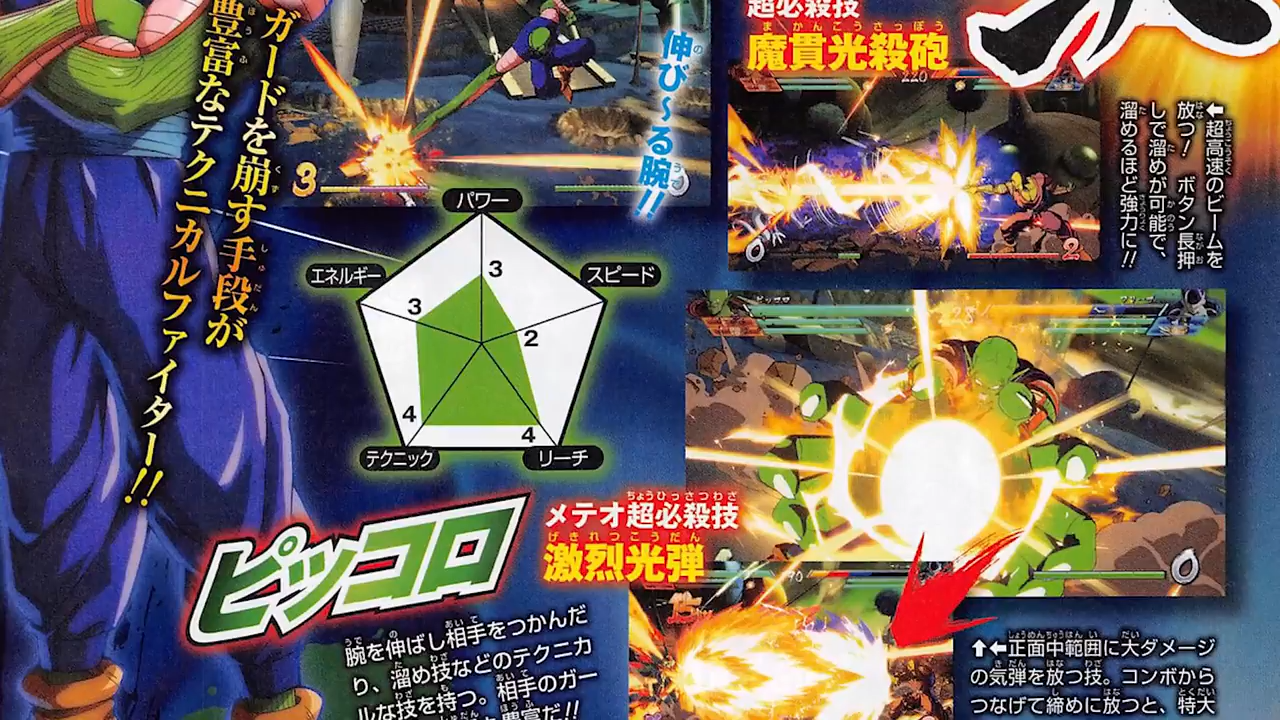 ガードを崩す手段が
豊富なテクニカルファイター!!
伸び〜る腕!!
3
超必殺技
魔貫光殺砲
220
2
←超高速のビームを
放つ! ボタン長押
しで溜めが可能で、
溜めるほど強力に!!
パワー
3
スピード
2
リーチ
4
テクニック
4
エネルギー
3
ピッコロ
メテオ超必殺技
激烈光弾
腕を伸ばし相手をつかんだ
り、溜め技などのテクニカ
ルな技を持つ。相手のガー
豊富だ!!
↑←正面中範囲に大ダメージ
の気弾を放つ技。コンボから
つなげて締めに放つと、特大